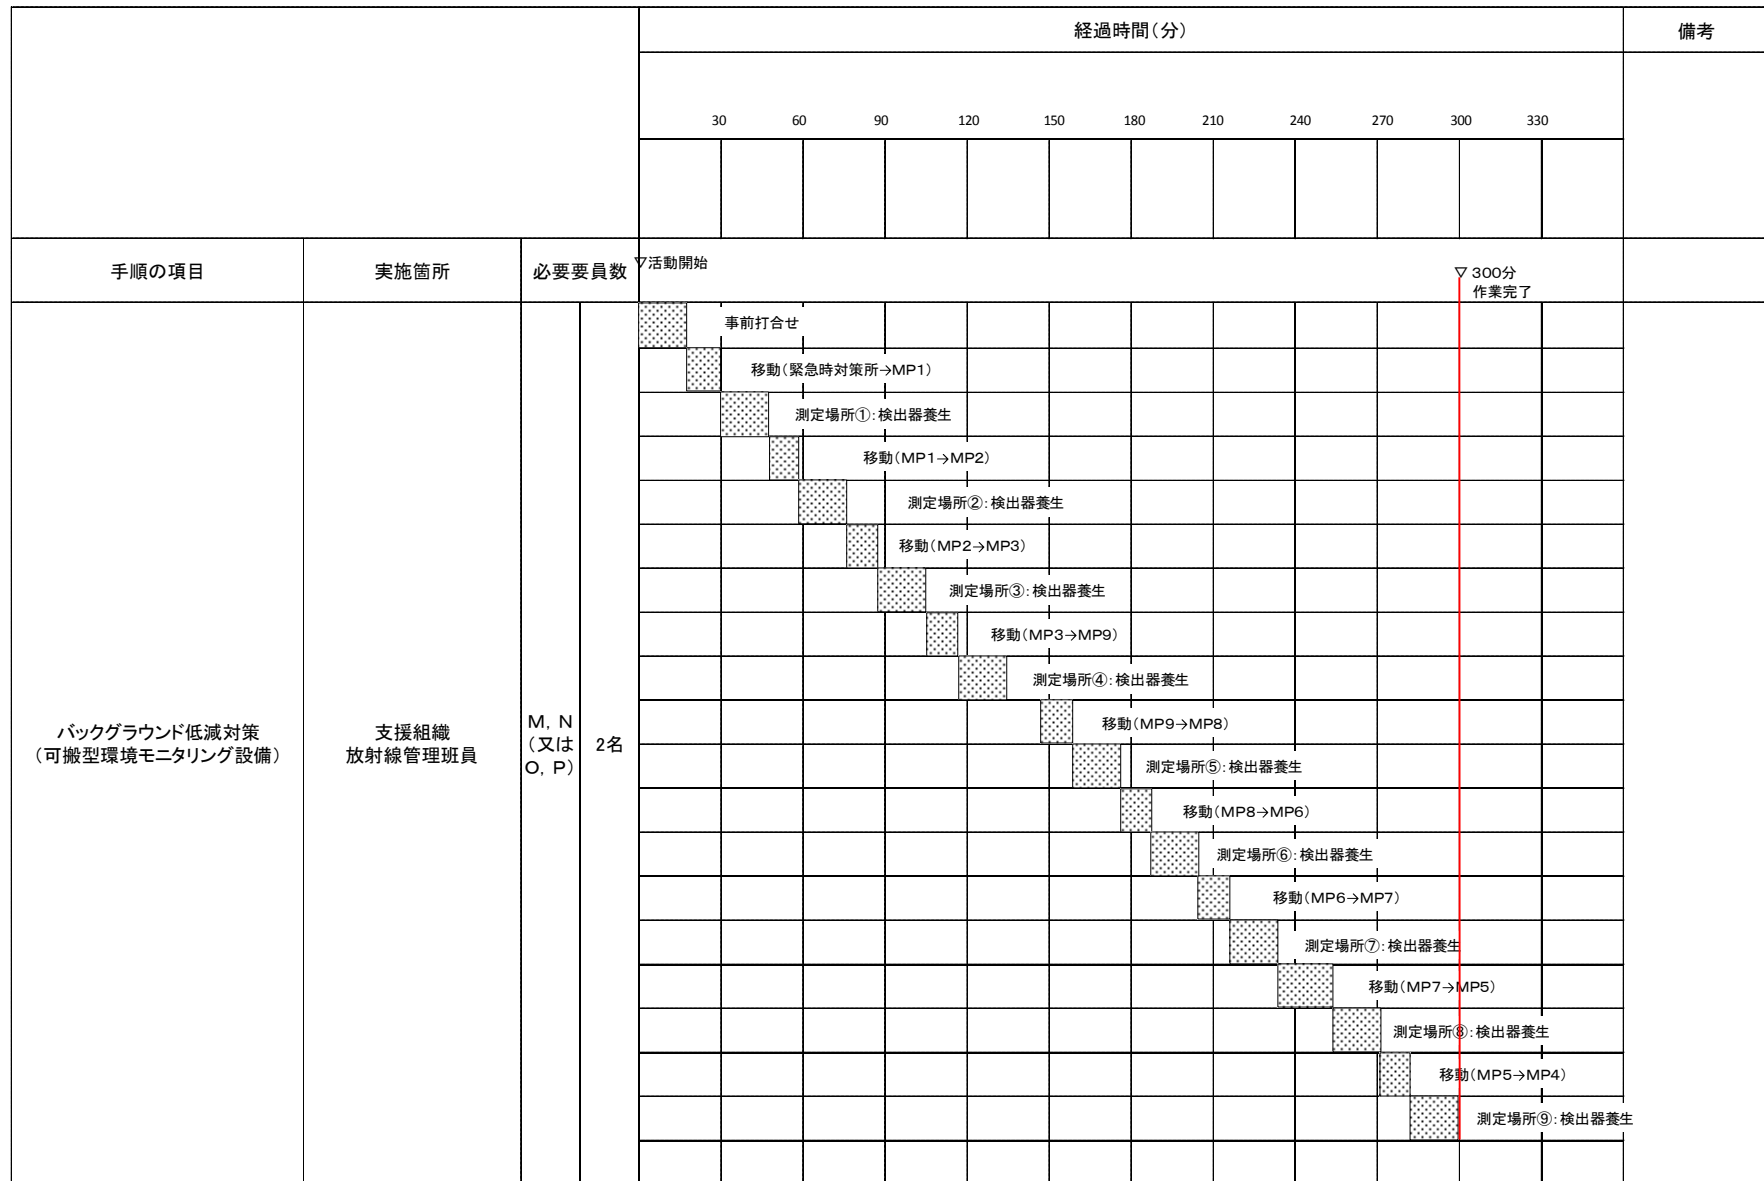 経過時間(分)
備考
30
60
90
120
150
180
210
240
270
300
330
手順の項目
実施箇所
必要要員数
▽活動開始
▽ 300分
作業完了
事前打合せ
移動(緊急時対策所→MP1)
測定場所①:検出器養生
移動(MP1→MP2)
測定場所②:検出器養生
移動(MP2→MP3)
測定場所③:検出器養生
移動(MP3→MP9)
測定場所④:検出器養生
移動(MP9→MP8)
測定場所⑤:検出器養生
移動(MP8→MP6)
測定場所⑥:検出器養生
移動(MP6→MP7)
測定場所⑦:検出器養生
移動(MP7→MP5)
測定場所⑧:検出器養生
移動(MP5→MP4)
測定場所⑨:検出器養生
バックグラウンド低減対策
(可搬型環境モニタリング設備)
支援組織
放射線管理班員
M, N
(又は
O, P)
2名